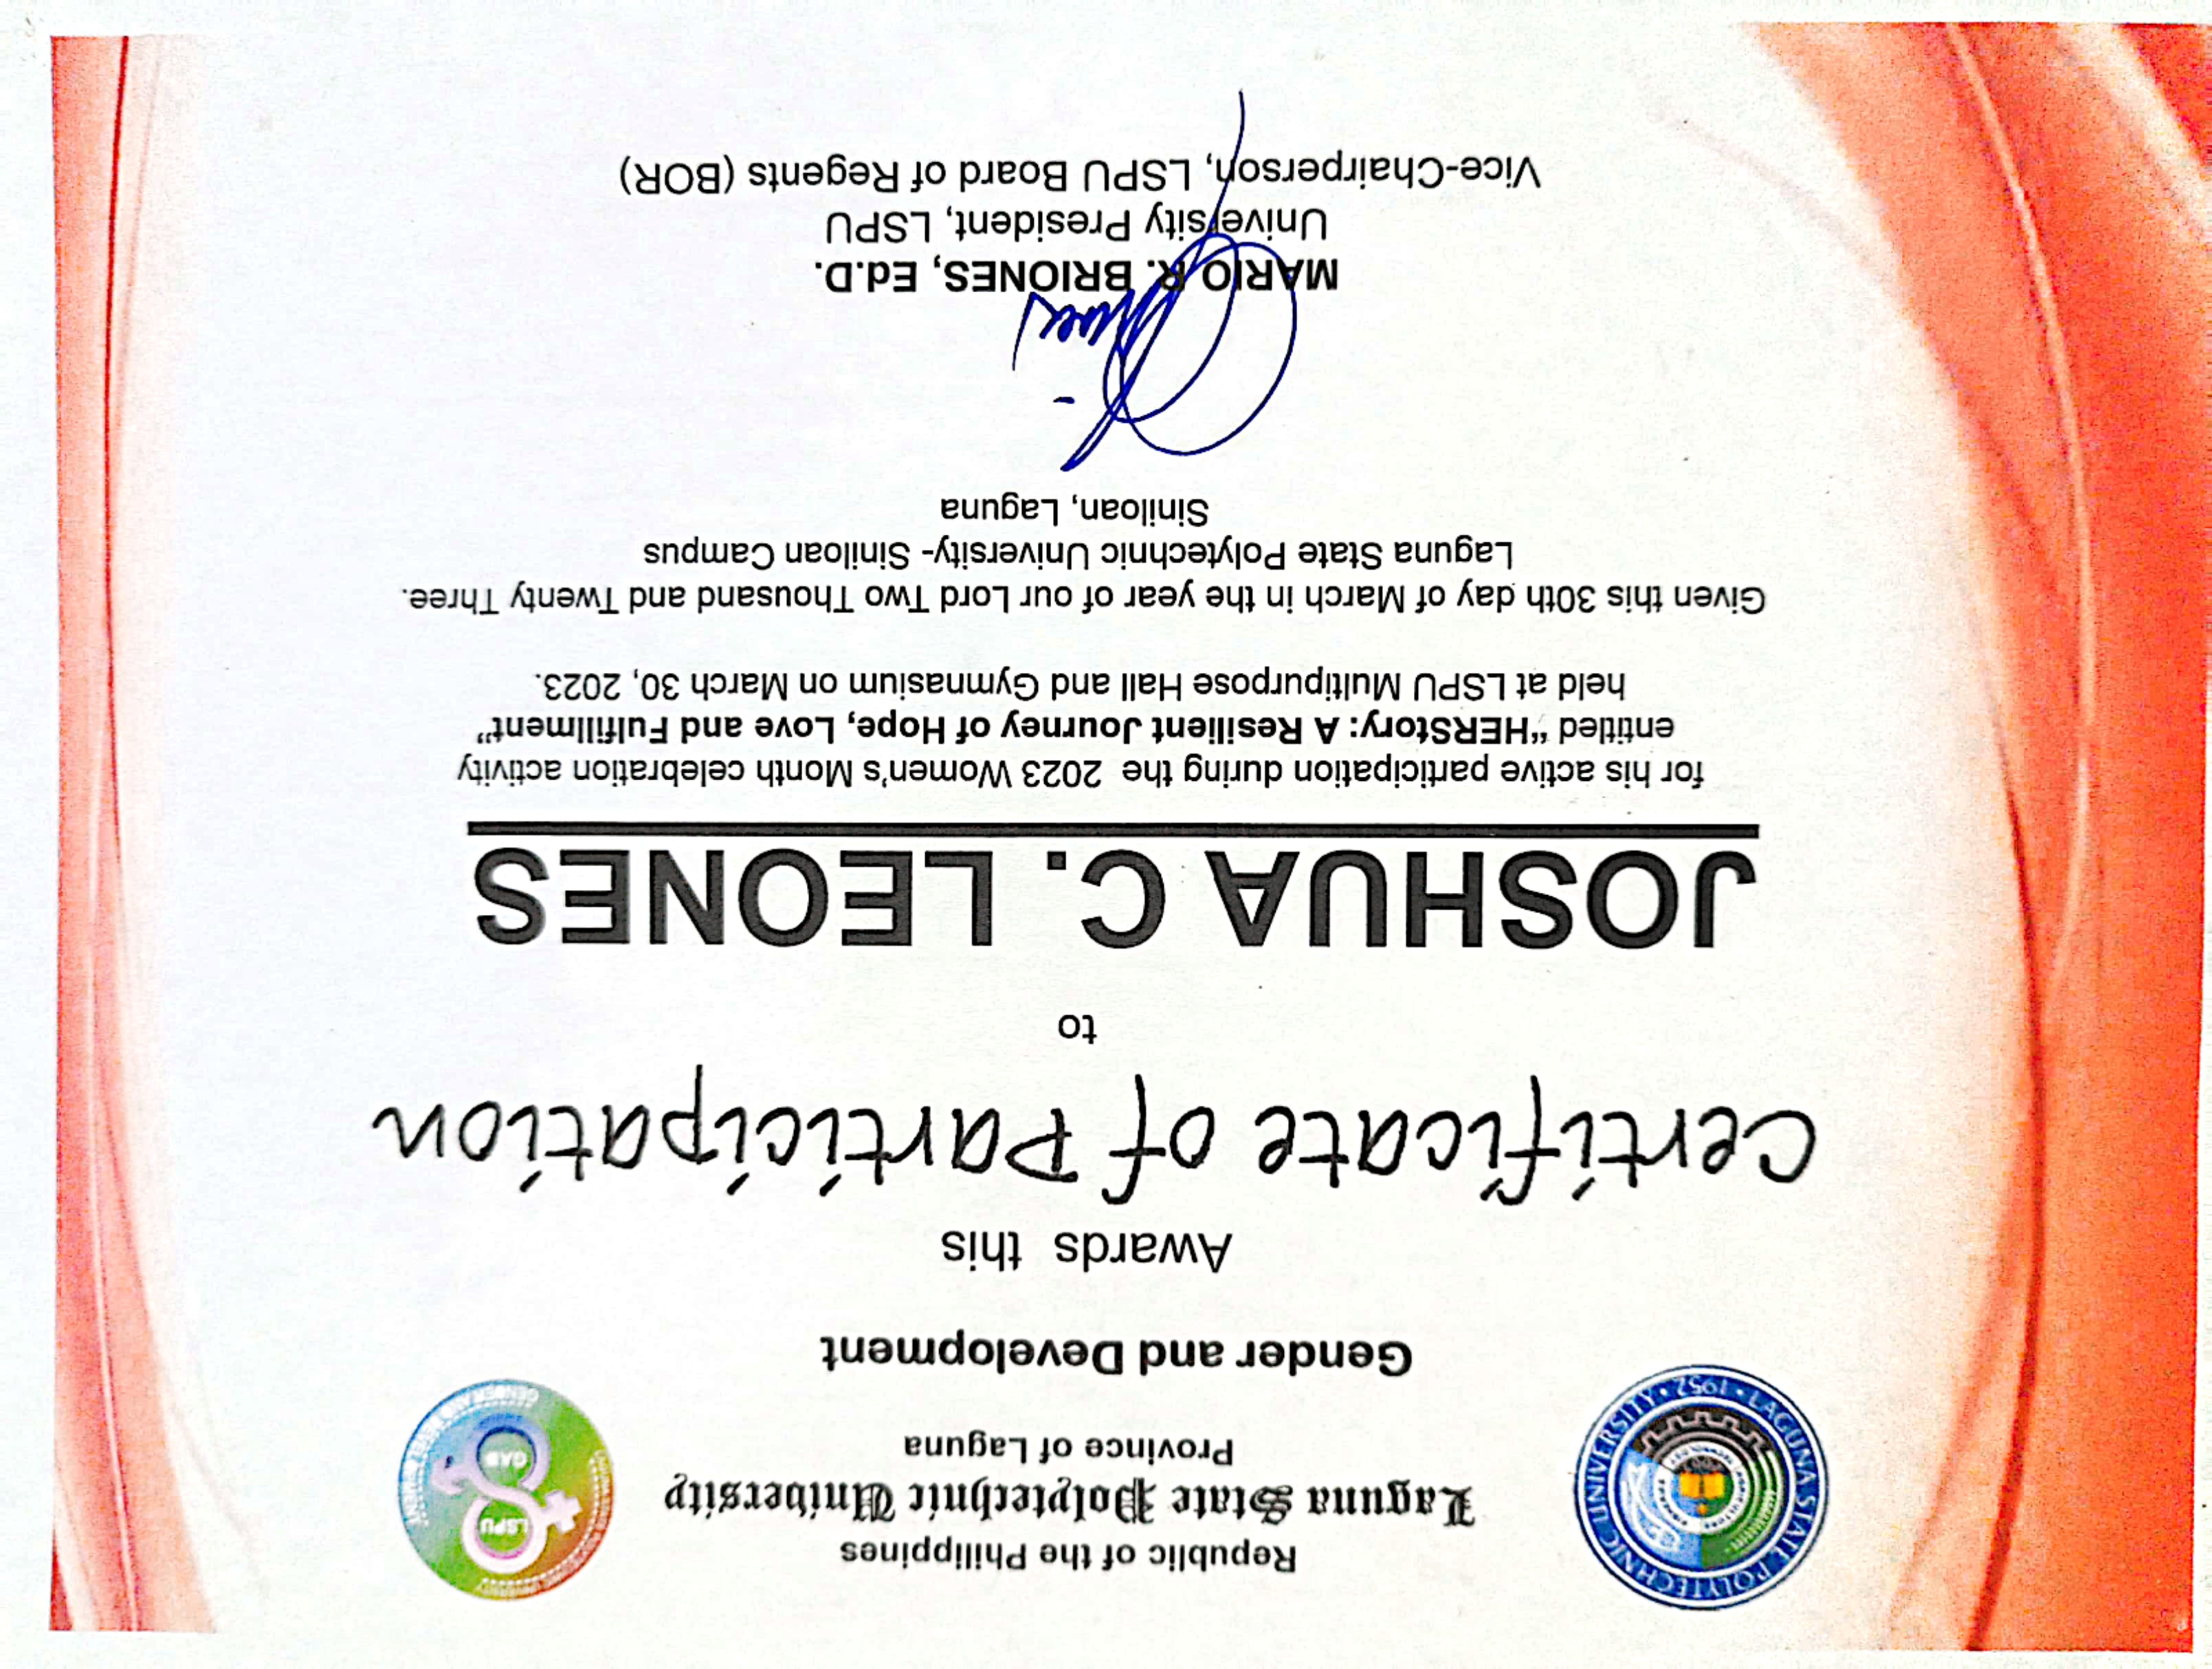 LAGUNA STATE POLYTECHNIC UNIVERSITY
1952
LSPU
GAD
Republic of the Philippines
Laguna State Polytechnic University
Province of Laguna
Gender and Development
Awards this
Certificate of Participation
to
JOSHUA C. LEONES
for his active participation during the 2023 Women's Month celebration activity
entitled “HERStory: A Resilient Journey of Hope, Love and Fulfillment”
held at LSPU Multipurpose Hall and Gymnasium on March 30, 2023.
Given this 30th day of March in the year of our Lord Two Thousand and Twenty Three.
Laguna State Polytechnic University- Siniloan Campus
Siniloan, Laguna
MARIO R. BRIONES, Ed.D.
University President, LSPU
Vice-Chairperson, LSPU Board of Regents (BOR)